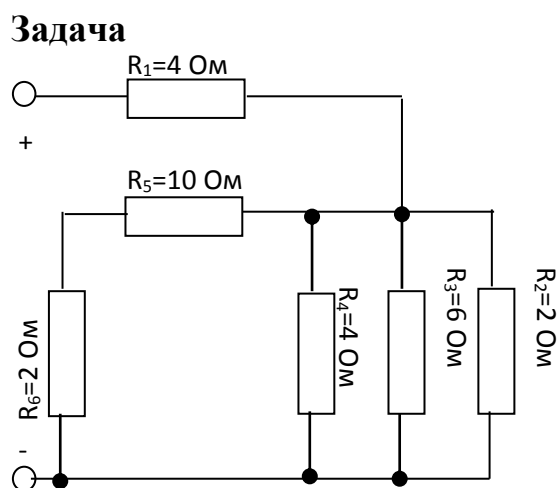 Задача
R₁=4 Ом
+
R₅=10 Ом
R₆=2 Ом
R₄=4 Ом
R₃=6 Ом
R₂=2 Ом
-